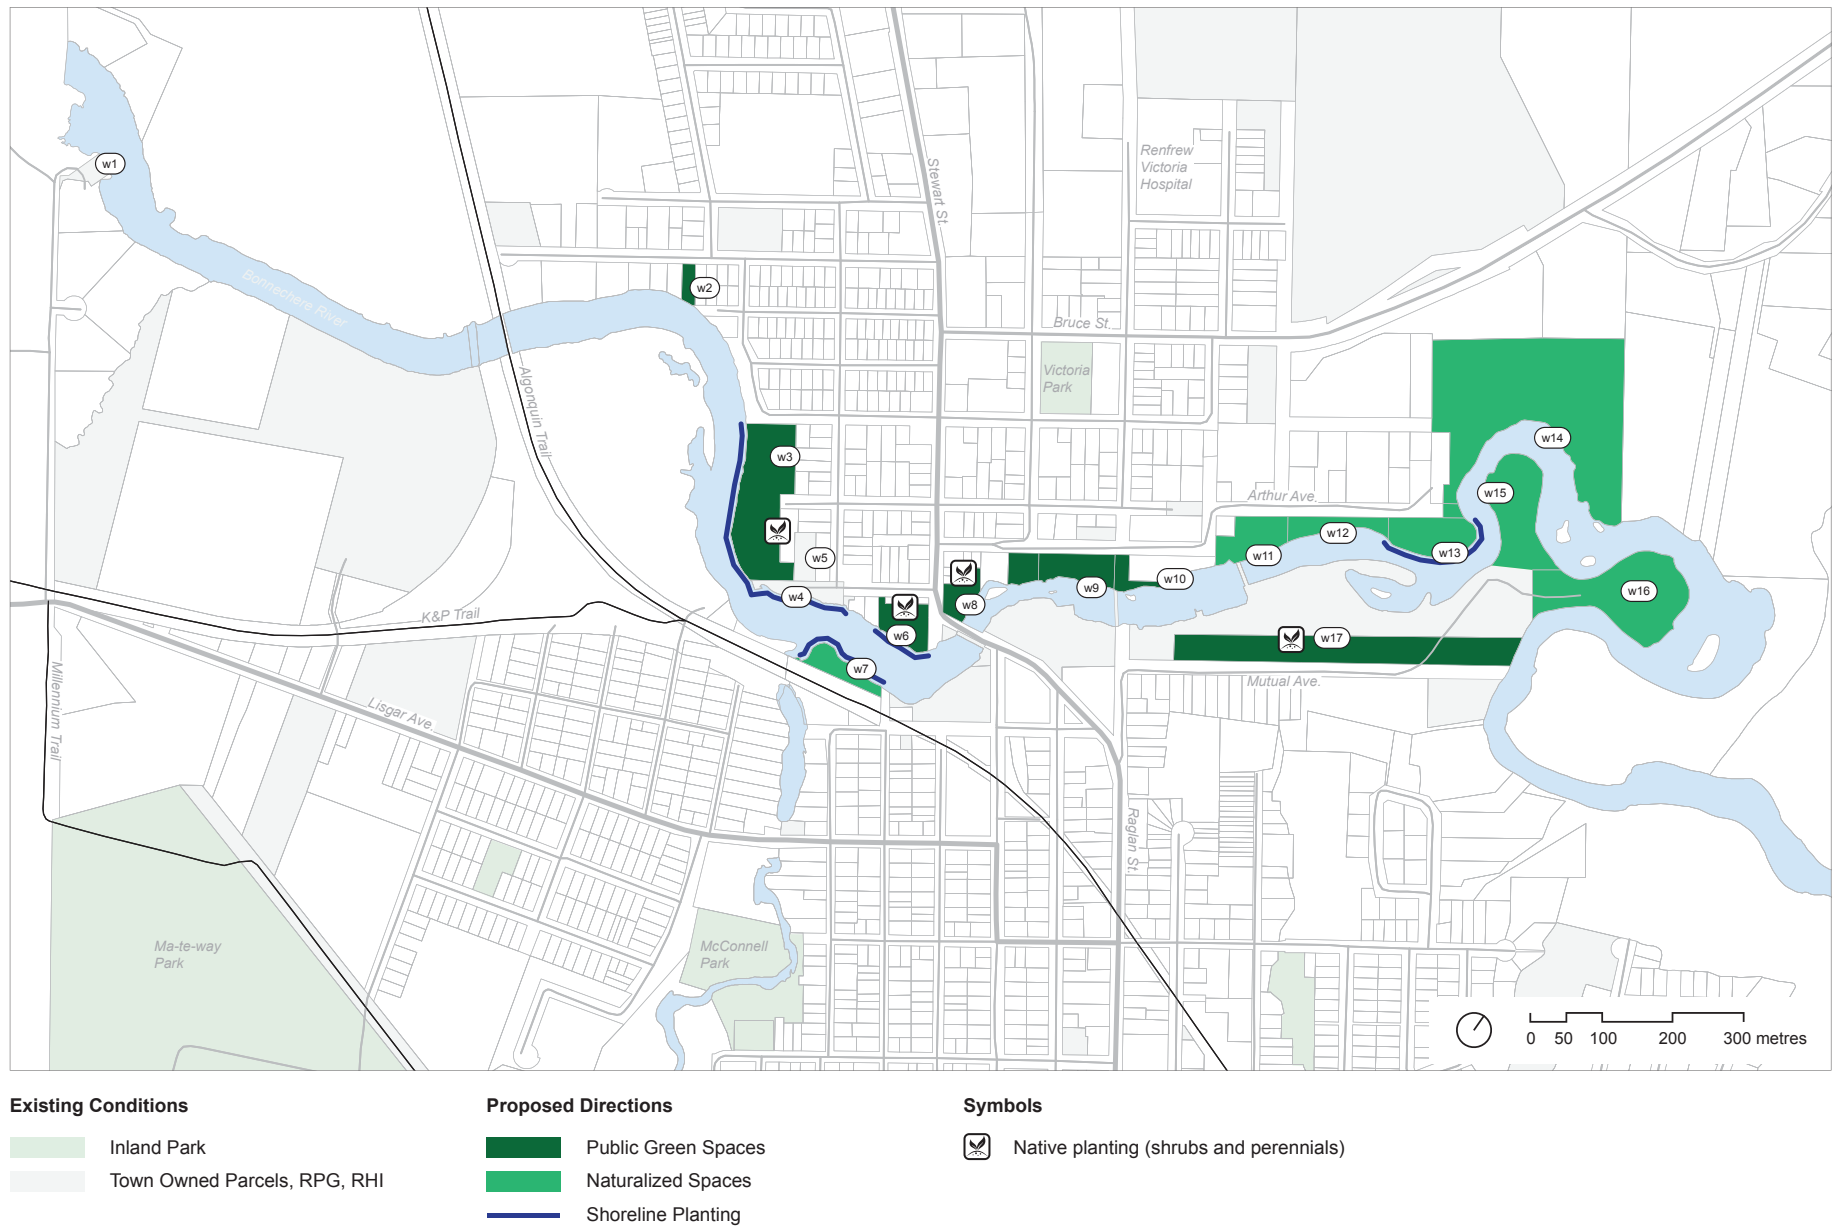 w1
Bonnechere River
Stewart St.
Renfrew
Victoria
Hospital
w2
Bruce St.
Algonquin Trail
Victoria
Park
w3
w14
w15
Arthur Ave.
w5
w11
w12
w13
w4
w6
w8
w9
w10
w16
w7
w17
K&P Trail
Millennium Trail
Lisgar Ave.
Mutual Ave.
Raglan St.
Ma-te-way
Park
McConnell
Park
0 50 100 200 300 metres
Existing Conditions
Inland Park
Town Owned Parcels, RPG, RHI
Proposed Directions
Public Green Spaces
Naturalized Spaces
Shoreline Planting
Symbols
Native planting (shrubs and perennials)